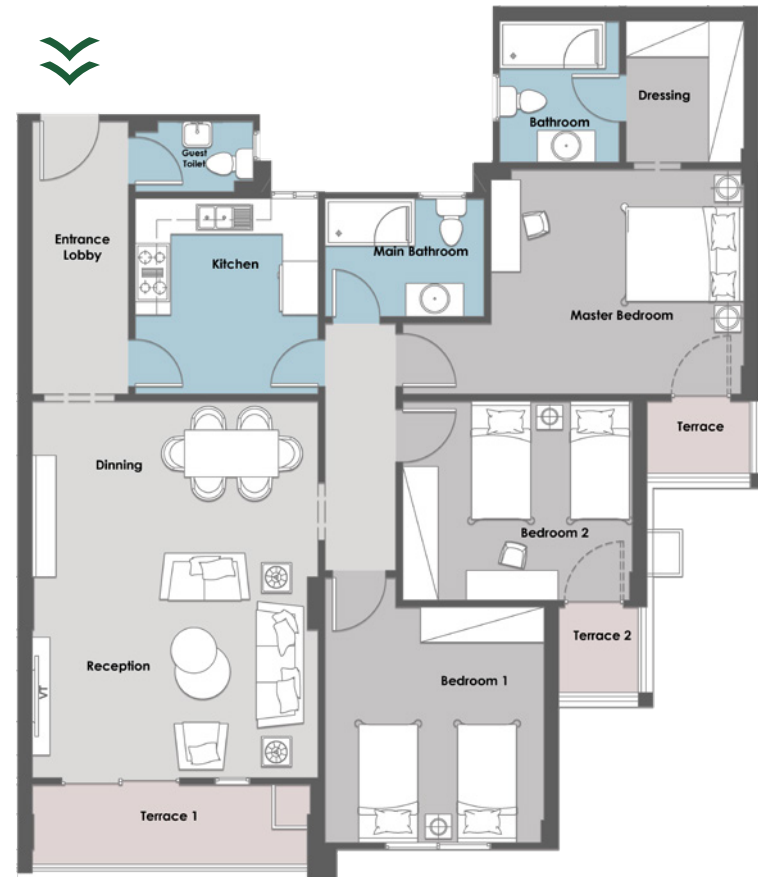 Dressing
Bathroom
Guest
Toilet
Entrance
Lobby
Kitchen
Main Bathroom
Master Bedroom
Terrace
Dinning
Bedroom 2
Terrace 2
Reception
Bedroom 1
VT
Terrace 1